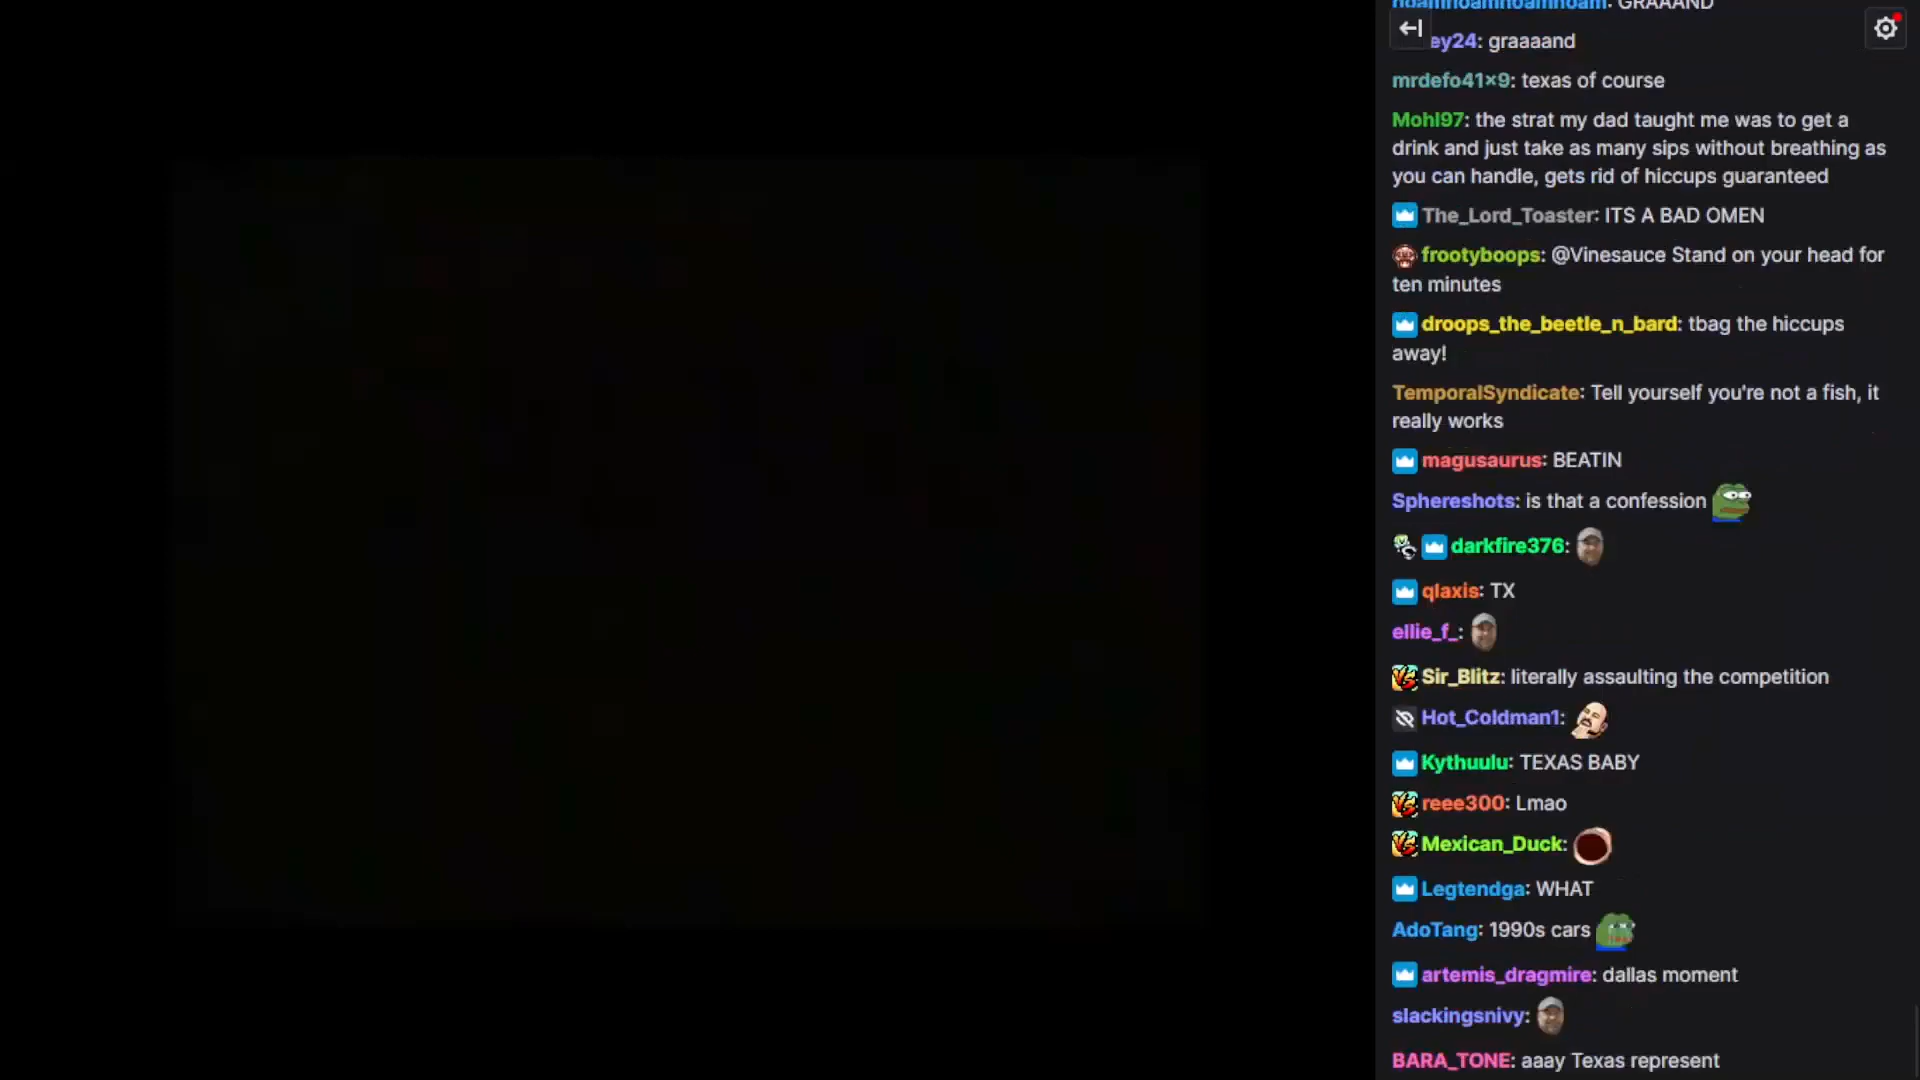 GRAAAND
ey24: graaaand
mrdefo41x9: texas of course
Mohl97: the strat my dad taught me was to get a
drink and just take as many sips without breathing as
you can handle, gets rid of hiccups guaranteed
The_Lord_Toaster: ITS A BAD OMEN
frootyboops: @Vinesauce Stand on your head for
ten minutes
droops_the_beetle_n_bard: tbag the hiccups
away!
TemporalSyndicate: Tell yourself you're not a fish, it
really works
magusaurus: BEATIN
Sphereshots: is that a confession
darkfire376:
qlaxis: TX
ellie_f_:
Sir_Blitz: literally assaulting the competition
Hot_Coldman1:
Kythuulu: TEXAS BABY
reee300: Lmao
Mexican_Duck:
Legtendga: WHAT
AdoTang: 1990s cars
artemis_dragmire: dallas moment
slackingsnivy:
BARA_TONE: aaay Texas represent